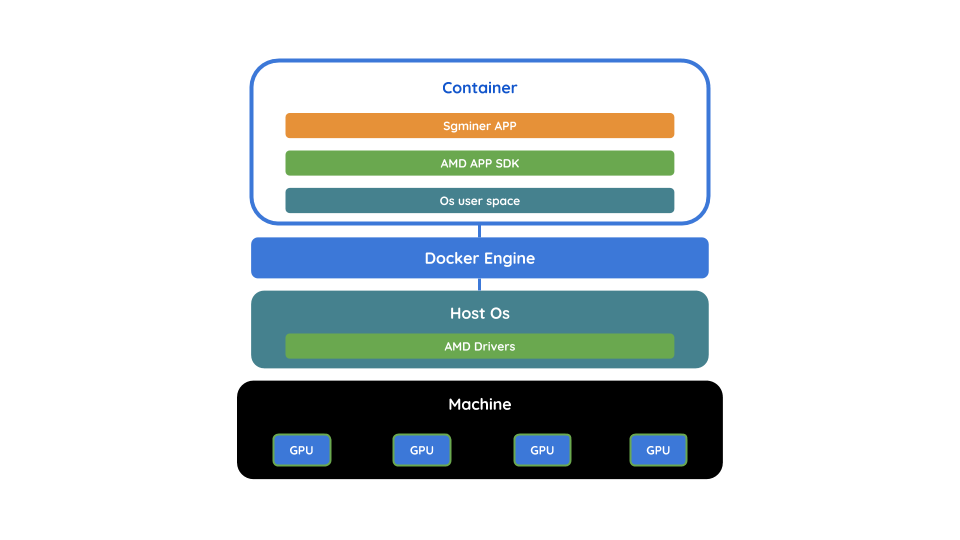 Container
Sgminer APP
AMD APP SDK
Os user space
Docker Engine
Host Os
AMD Drivers
Machine
GPU GPU GPU GPU